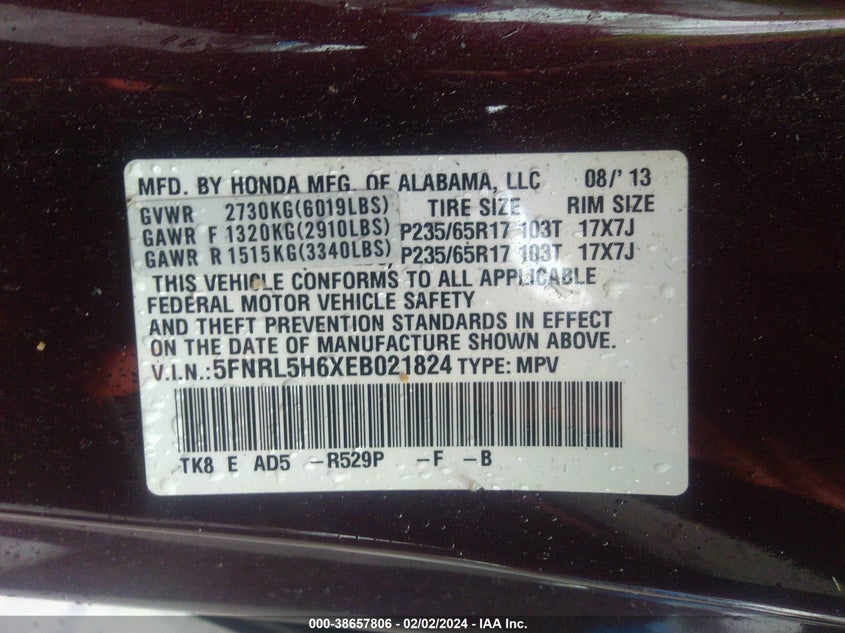 MFD. BY HONDA MFG. OF ALABAMA, LLC 08/' 13
GVWR 2730KG(6019LBS) TIRE SIZE RIM SIZE
GAWR F 1320KG(2910LBS) P235/65R17 103T 17X7J
GAWR R 1515KG(3340LBS) P235/65R17 103T 17X7J
THIS VEHICLE CONFORMS TO ALL APPLICABLE
FEDERAL MOTOR VEHICLE SAFETY
AND THEFT PREVENTION STANDARDS IN EFFECT
ON THE DATE OF MANUFACTURE SHOWN ABOVE.
V.I.N.: 5FNRL5H6XEB021824 TYPE: MPV
TK8 E AD5 -R529P -F -B
000-38657806 - 02/02/2024 - IAA Inc.